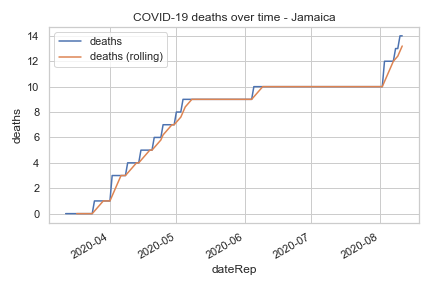 COVID-19 deaths over time - Jamaica
deaths
deaths (rolling)
14
12
10
8
6
4
2
0
deaths
2020-04
2020-05
2020-06
2020-07
2020-08
dateRep